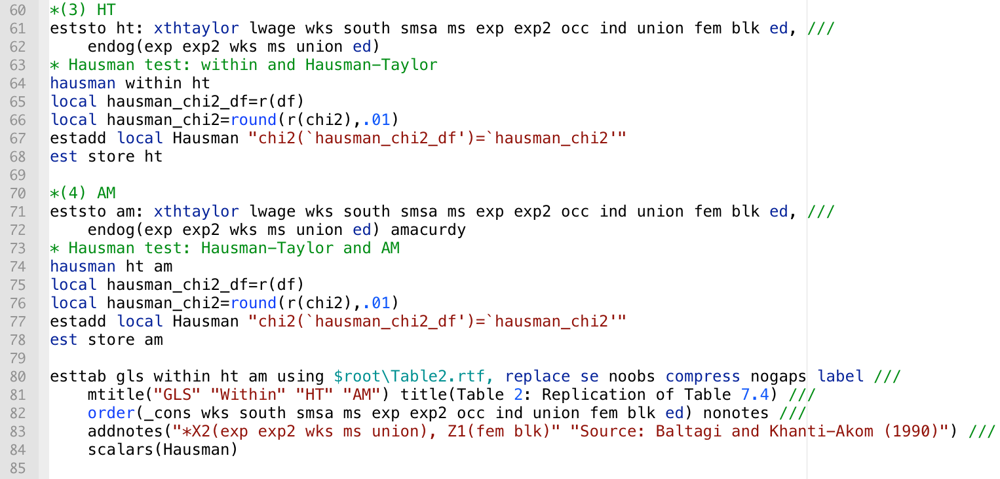 60 *(3) HT
61 eststo ht: xthtaylor lwage wks south smsa ms exp exp2 occ ind union fem blk ed, ///
62     endog(exp exp2 wks ms union ed)
63 * Hausman test: within and Hausman-Taylor
64 hausman within ht
65 local hausman_chi2_df=r(df)
66 local hausman_chi2=round(r(chi2),.01)
67 estadd local Hausman "chi2(`hausman_chi2_df')=`hausman_chi2'"
68 est store ht
69
70 *(4) AM
71 eststo am: xthtaylor lwage wks south smsa ms exp exp2 occ ind union fem blk ed, ///
72     endog(exp exp2 wks ms union ed) amacurdy
73 * Hausman test: Hausman-Taylor and AM
74 hausman ht am
75 local hausman_chi2_df=r(df)
76 local hausman_chi2=round(r(chi2),.01)
77 estadd local Hausman "chi2(`hausman_chi2_df')=`hausman_chi2'"
78 est store am
79
80 esttab gls within ht am using $root\Table2.rtf, replace se noobs compress nogaps label ///
81     mtitle("GLS" "Within" "HT" "AM") title(Table 2: Replication of Table 7.4) ///
82     order(_cons wks south smsa ms exp exp2 occ ind union fem blk ed) nonotes ///
83     addnotes("*X2(exp exp2 wks ms union), Z1(fem blk)" "Source: Baltagi and Khanti-Akom (1990)") ///
84     scalars(Hausman)
85